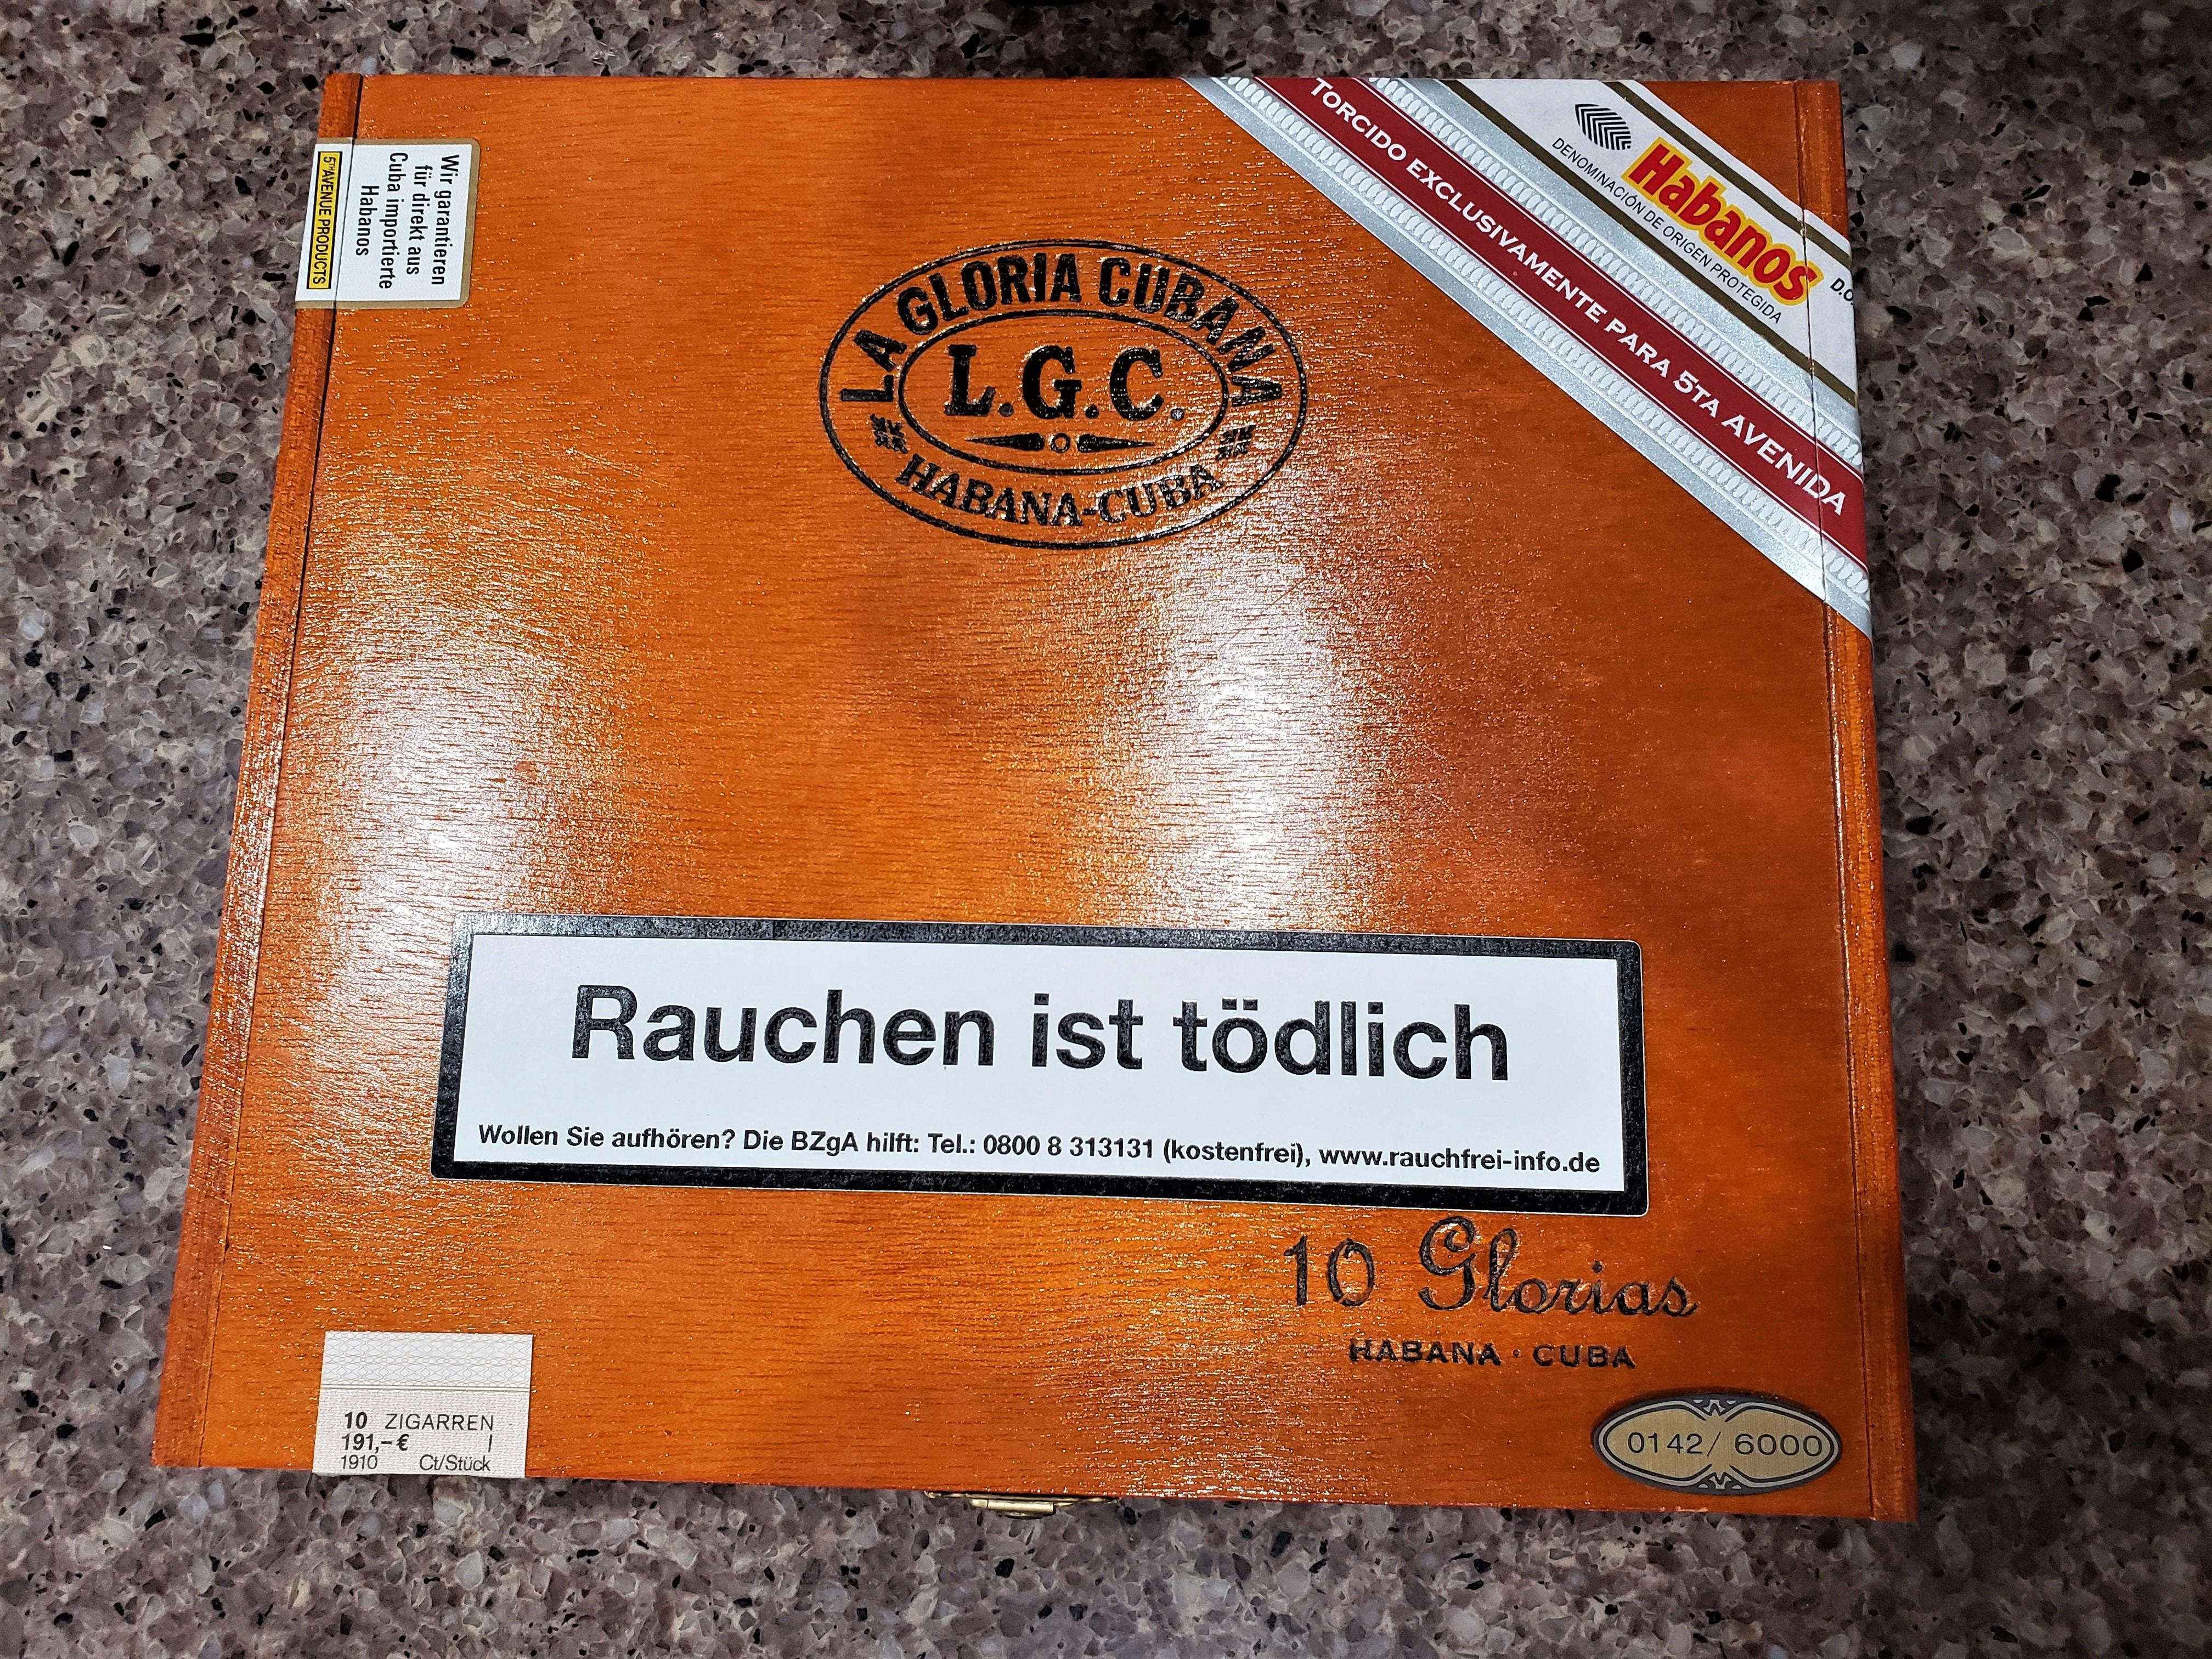 Wir garantieren
für direkt aus
Cuba importierte
Habanos
5TH AVENUE PRODUCTS
Habanos
DENOMINACIÓN DE ORIGEN PROTEGIDA
TORCIDO EXCLUSIVAMENTE PARA 5TA AVENIDA
LA GLORIA CUBANA
L.G.C.
HABANA-CUBA
Rauchen ist tödlich
Wollen Sie aufhören? Die BZgA hilft: Tel.: 0800 8 313131 (kostenfrei), www.rauchfrei-info.de
10 Glorias
HABANA · CUBA
10 ZIGARREN
191,-€ I
1910 Ct/Stück
0142/ 6000